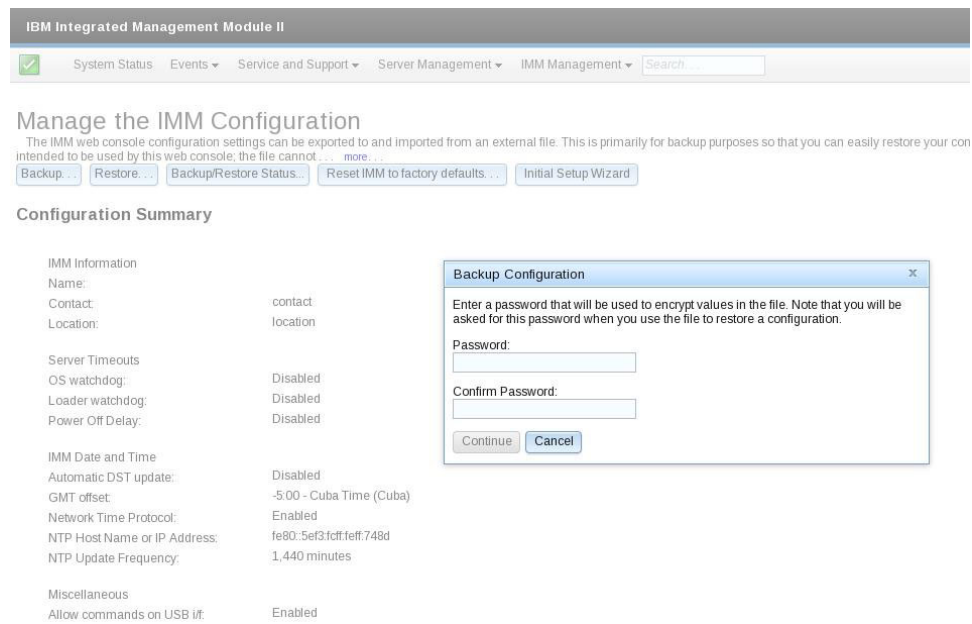 IBM Integrated Management Module II
System Status Events Service and Support Server Management IMM Management Search. . .
Manage the IMM Configuration
The IMM web console configuration settings can be exported to and imported from an external file. This is primarily for backup purposes so that you can easily restore your con
intended to be used by this web console; the file cannot . . . more. . .
Backup. . . Restore. . . Backup/Restore Status... Reset IMM to factory defaults. . . Initial Setup Wizard
Configuration Summary
IMM Information
Name:
Contact: contact
Location: location
Server Timeouts
OS watchdog: Disabled
Loader watchdog: Disabled
Power Off Delay: Disabled
IMM Date and Time
Automatic DST update: Disabled
GMT offset: -5:00 - Cuba Time (Cuba)
Network Time Protocol: Enabled
NTP Host Name or IP Address: fe80::5ef3:fcff:feff:748d
NTP Update Frequency: 1,440 minutes
Miscellaneous
Allow commands on USB i/f: Enabled
Backup Configuration x
Enter a password that will be used to encrypt values in the file. Note that you will be
asked for this password when you use the file to restore a configuration.
Password:
Confirm Password:
Continue Cancel